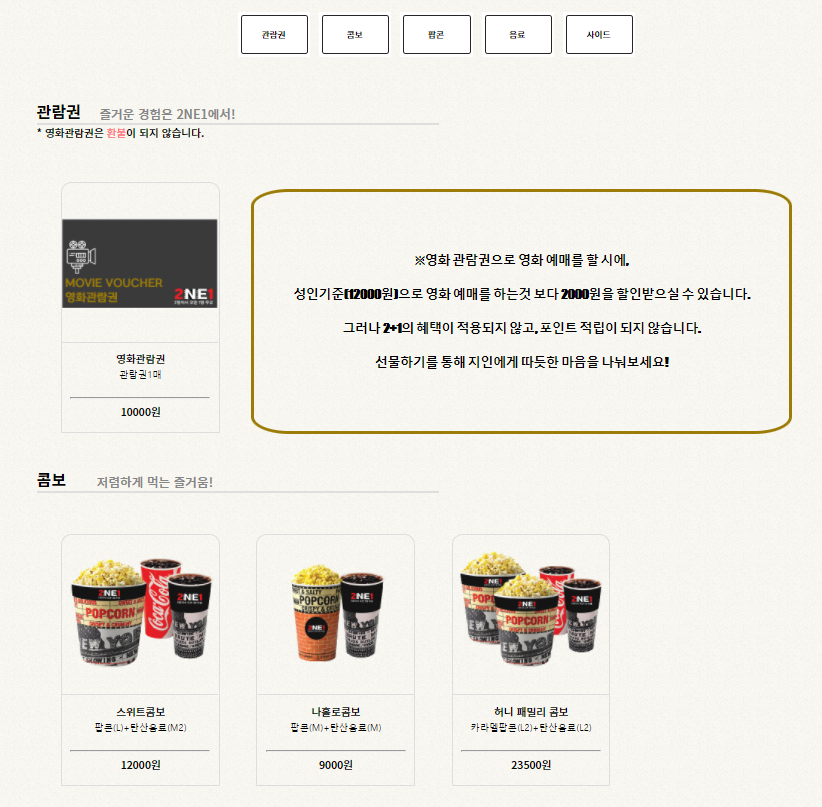 관람권
콤보
팝콘
음료
사이드
관람권 즐거운 경험은 2NE1에서!
* 영화관람권은 환불이 되지 않습니다.
MOVIE VOUCHER
영화관람권
2NE1
영화관람권
관람권1매
10000원
※영화 관람권으로 영화 예매를 할 시에,
성인기준(12000원)으로 영화 예매를 하는것 보다 2000원을 할인받으실 수 있습니다.
그러나 2+1의 혜택이 적용되지 않고, 포인트 적립이 되지 않습니다.
선물하기를 통해 지인에게 따듯한 마음을 나눠보세요!
콤보 저렴하게 먹는 즐거움!
2NE1
POPCORN
Coca-Cola
2NE1
스위트콤보
팝콘(L)+탄산음료(M2)
12000원
POPCORN
2NE1
2NE1
나홀로콤보
팝콘(M)+탄산음료(M)
9000원
2NE1
2NE1
POPCORN
2NE1
허니 패밀리 콤보
카라멜팝콘(L2)+탄산음료(L2)
23500원